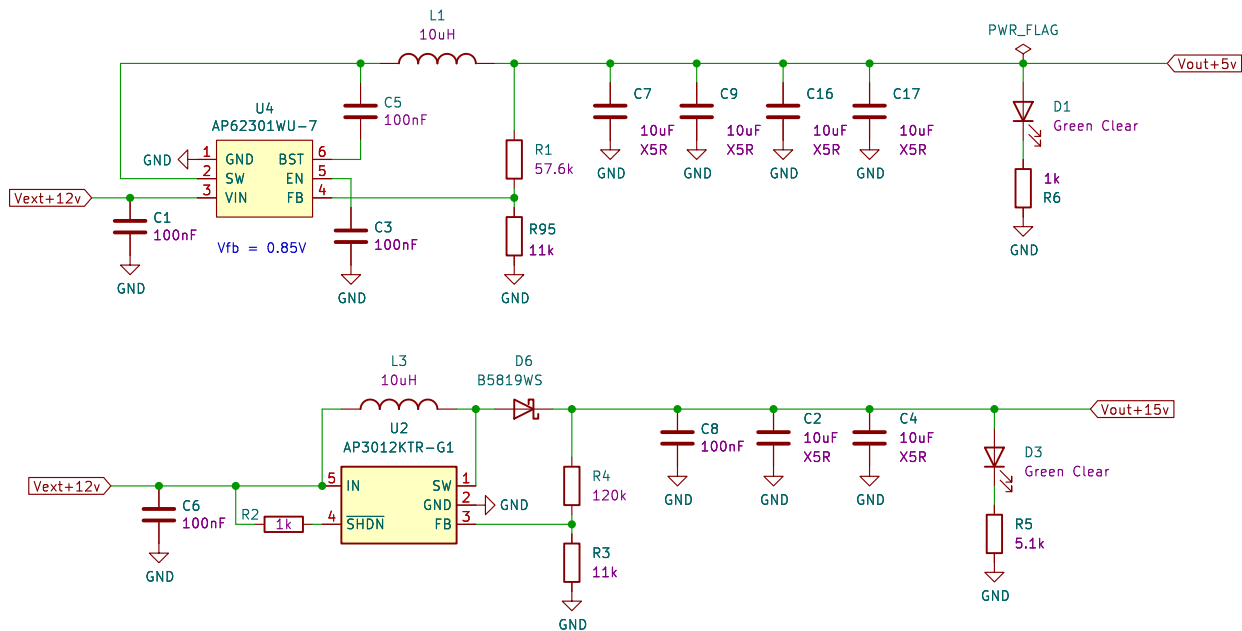 L1
10uH
PWR_FLAG
Vout+5v
U4
AP62301WU-7
C5
100nF
C7
10uF
X5R
GND
C9
10uF
X5R
GND
C16
10uF
X5R
GND
C17
10uF
X5R
GND
D1
Green Clear
GND
1 GND
2 SW
3 VIN
BST 6
EN 5
FB 4
R1
57.6k
1k
R6
GND
Vext+12v
C1
100nF
GND
Vfb = 0.85V
C3
100nF
GND
R95
11k
GND
L3
10uH
D6
B5819WS
Vout+15v
U2
AP3012KTR-G1
C8
100nF
GND
C2
10uF
X5R
GND
C4
10uF
X5R
GND
D3
Green Clear
Vext+12v
5 IN
4 SHDN
SW 1
GND 2
FB 3
GND
R4
120k
C6
100nF
GND
R2
1k
R3
11k
GND
R5
5.1k
GND